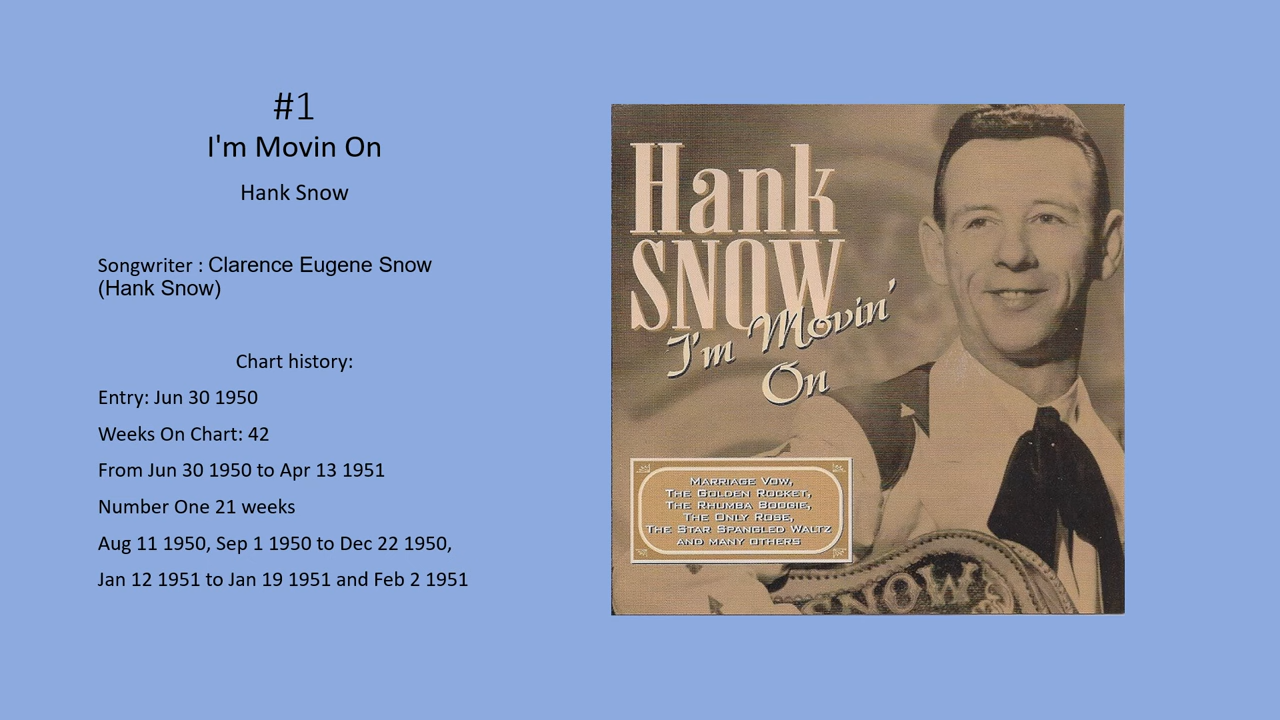 #1
I'm Movin On
Hank Snow
Songwriter : Clarence Eugene Snow
(Hank Snow)
Chart history:
Entry: Jun 30 1950
Weeks On Chart: 42
From Jun 30 1950 to Apr 13 1951
Number One 21 weeks
Aug 11 1950, Sep 1 1950 to Dec 22 1950,
Jan 12 1951 to Jan 19 1951 and Feb 2 1951
Hank
SNOW
I'm Movin'
On
MARRIAGE VOW,
THE GOLDEN ROCKET,
THE RHUMBA BOOGIE,
THE ONLY ROSE,
THE STAR SPANGLED WALTZ
AND MANY OTHERS
SNOW